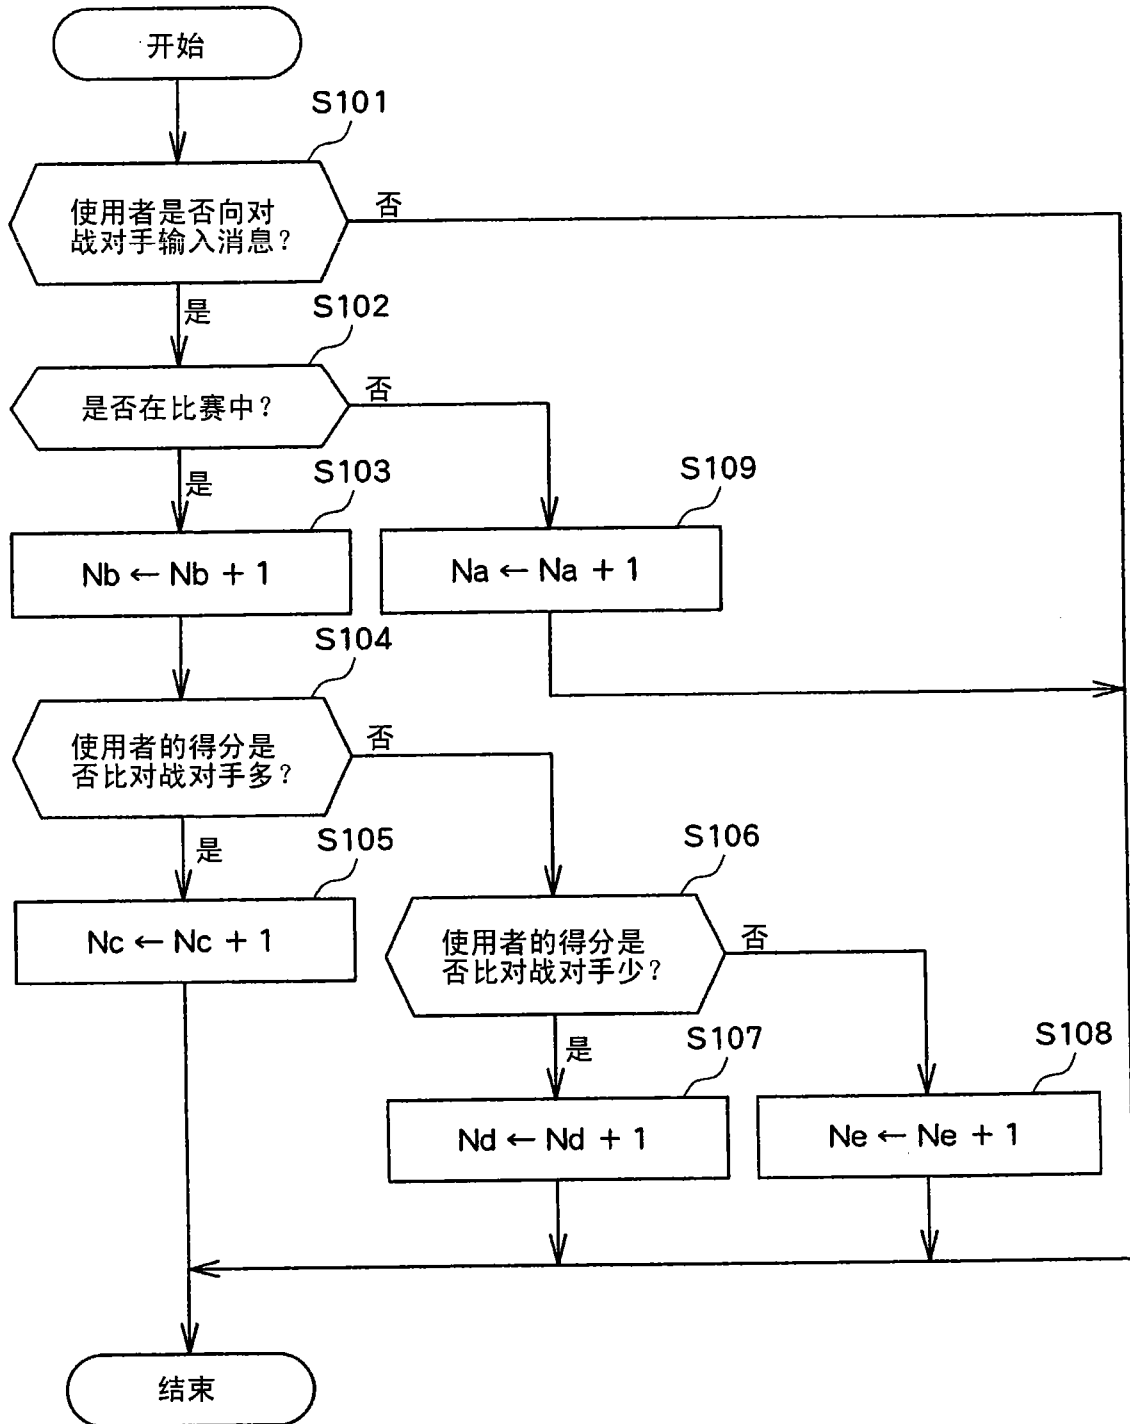 开始
S101
使用者是否向对
战对手输入消息?
否
是
S102
是否在比赛中?
否
是
S103
Nb ← Nb + 1
S109
Na ← Na + 1
S104
使用者的得分是
否比对战对手多?
否
是
S105
Nc ← Nc + 1
S106
使用者的得分是
否比对战对手少?
否
是
S107
Nd ← Nd + 1
S108
Ne ← Ne + 1
结束